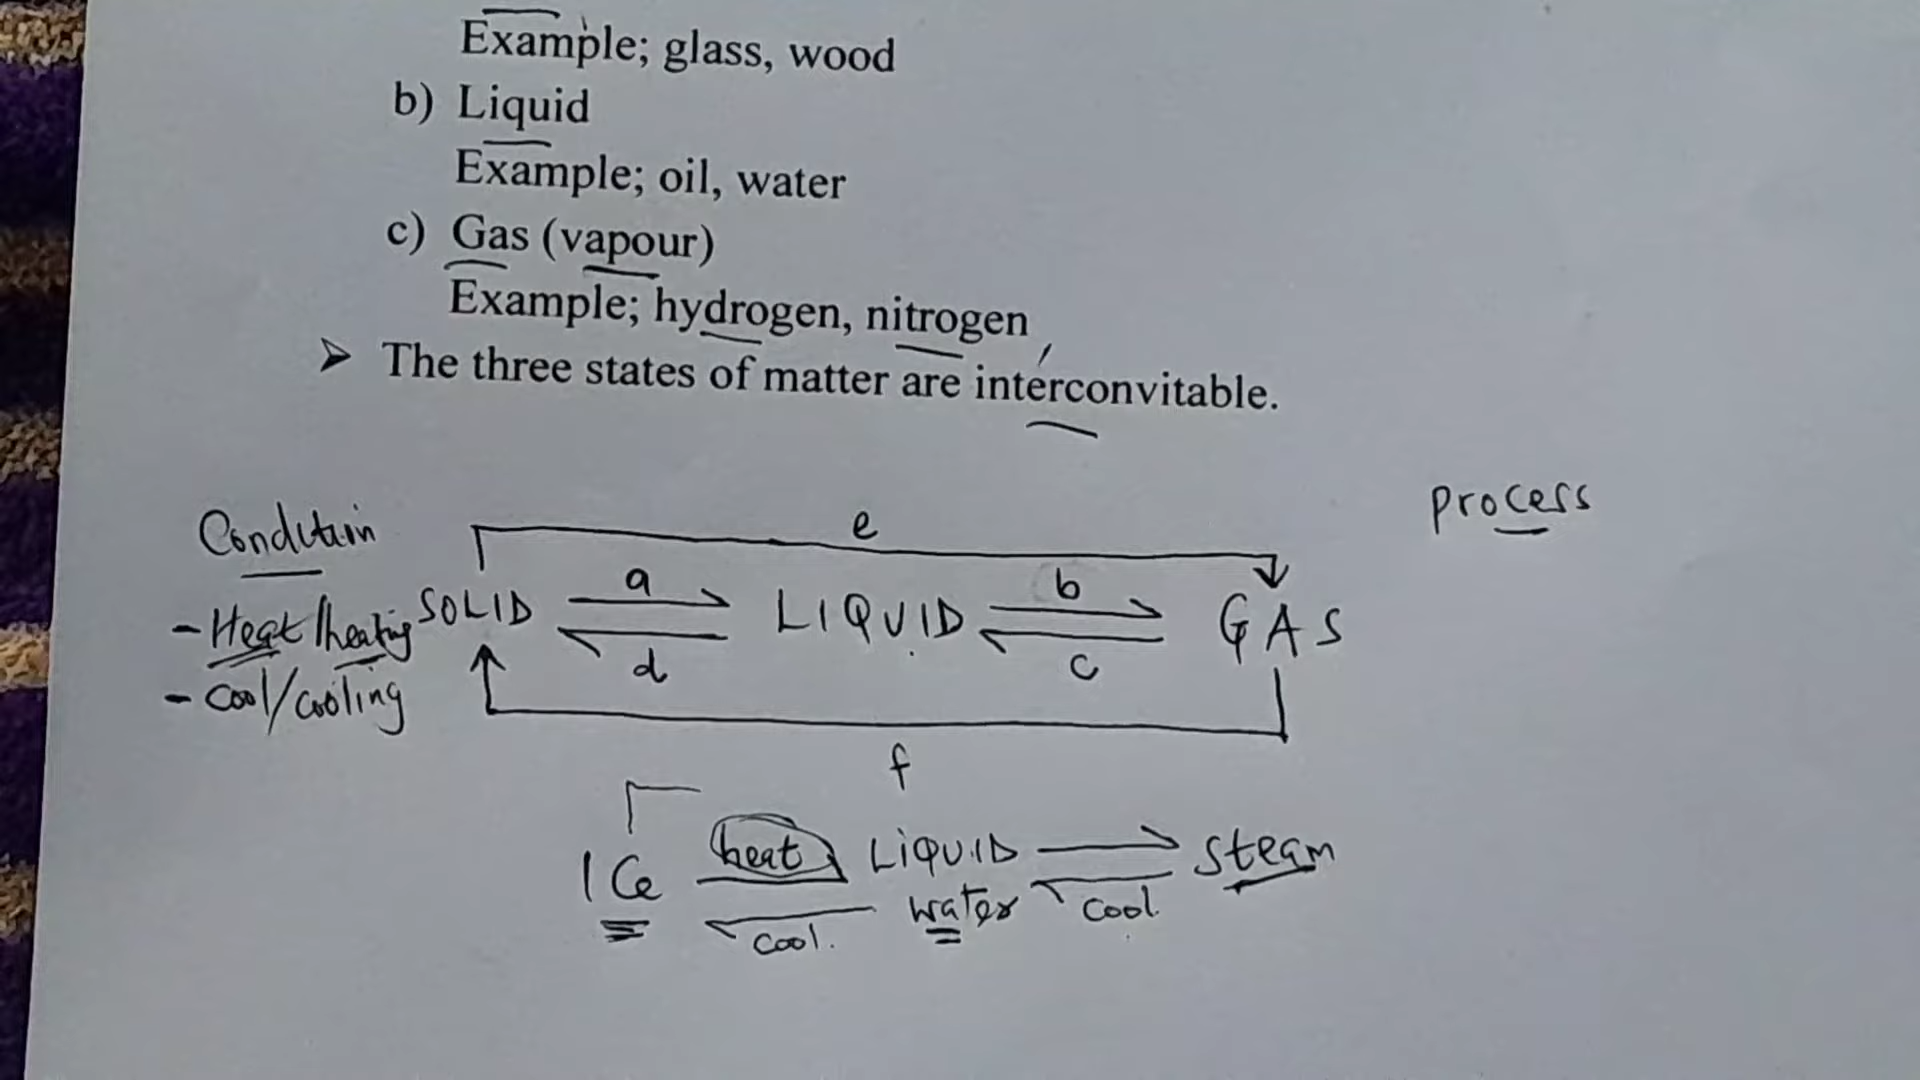 Example; glass, wood
b) Liquid
Example; oil, water
c) Gas (vapour)
Example; hydrogen, nitrogen
➤ The three states of matter are interconvitable.
process
Condition
e
- Heat/heating
- Cool/cooling
SOLID a LIQUID b GAS
d c
f
ICe heat LIQUID steam
cool. water cool.